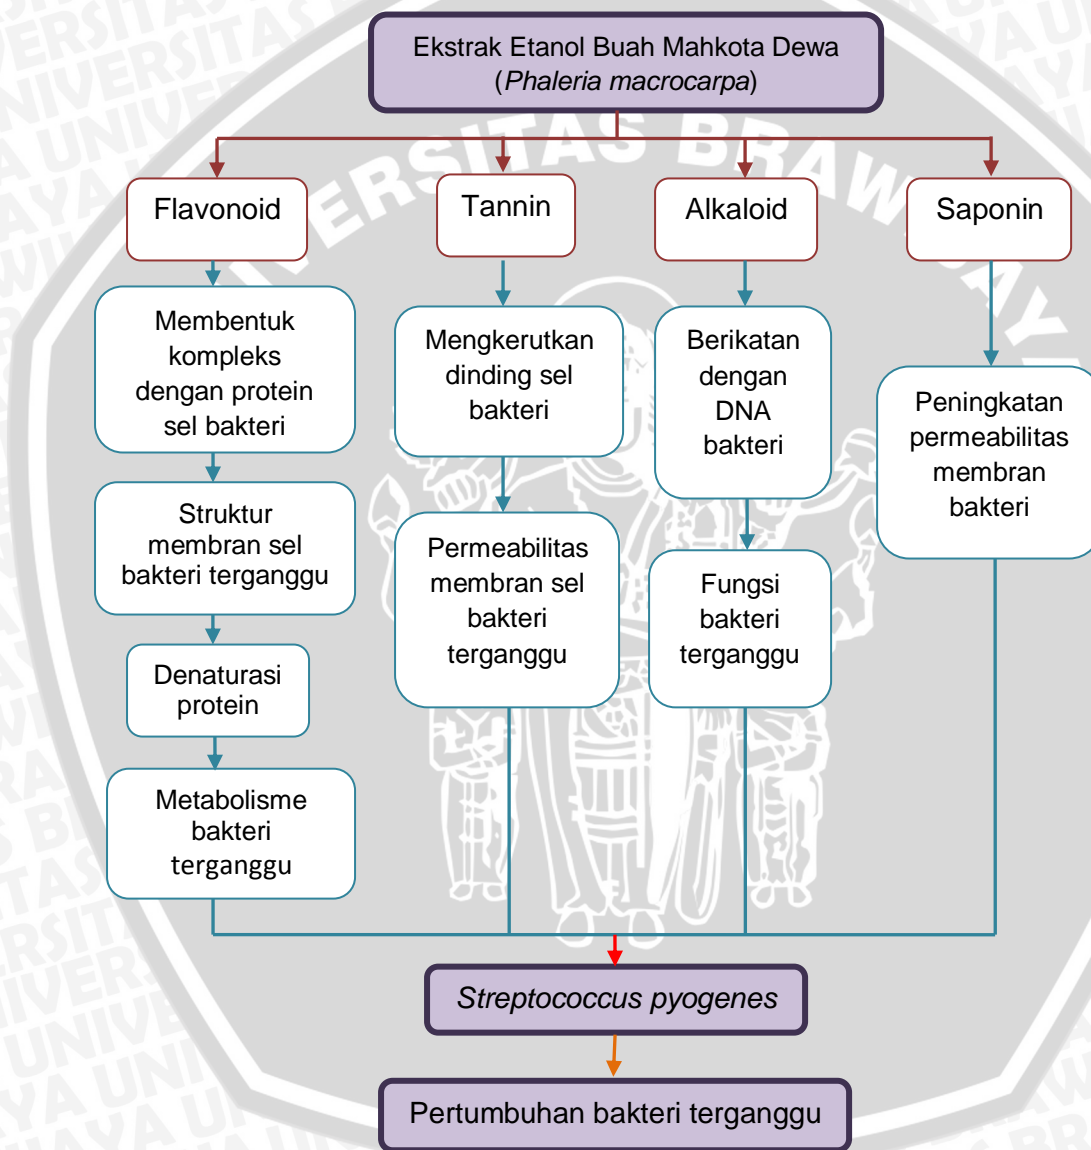 Ekstrak Etanol Buah Mahkota Dewa
(Phaleria macrocarpa)
UNIVERSITAS BRAWIJAYA
Flavonoid
Tannin
Alkaloid
Saponin
Membentuk
kompleks
dengan protein
sel bakteri
Mengkerutkan
dinding sel
bakteri
Berikatan
dengan
DNA
bakteri
Peningkatan
permeabilitas
membran
bakteri
Struktur
membran sel
bakteri terganggu
Permeabilitas
membran sel
bakteri
terganggu
Fungsi
bakteri
terganggu
Denaturasi
protein
Metabolisme
bakteri
terganggu
Streptococcus pyogenes
Pertumbuhan bakteri terganggu